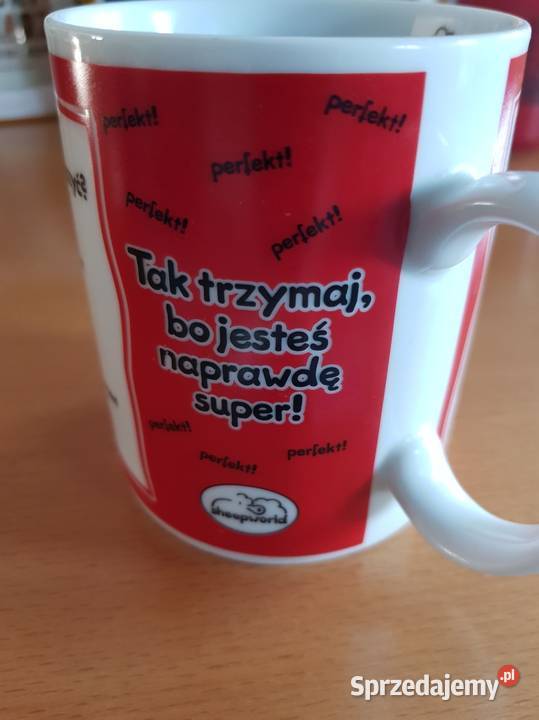 perfekt!
perfekt!
perfekt!
perfekt!
perfekt!
Tak trzymaj,
bo jesteś
naprawdę
super!
perfekt!
perfekt!
perfekt!
sheepworld
Sprzedajemy.pl